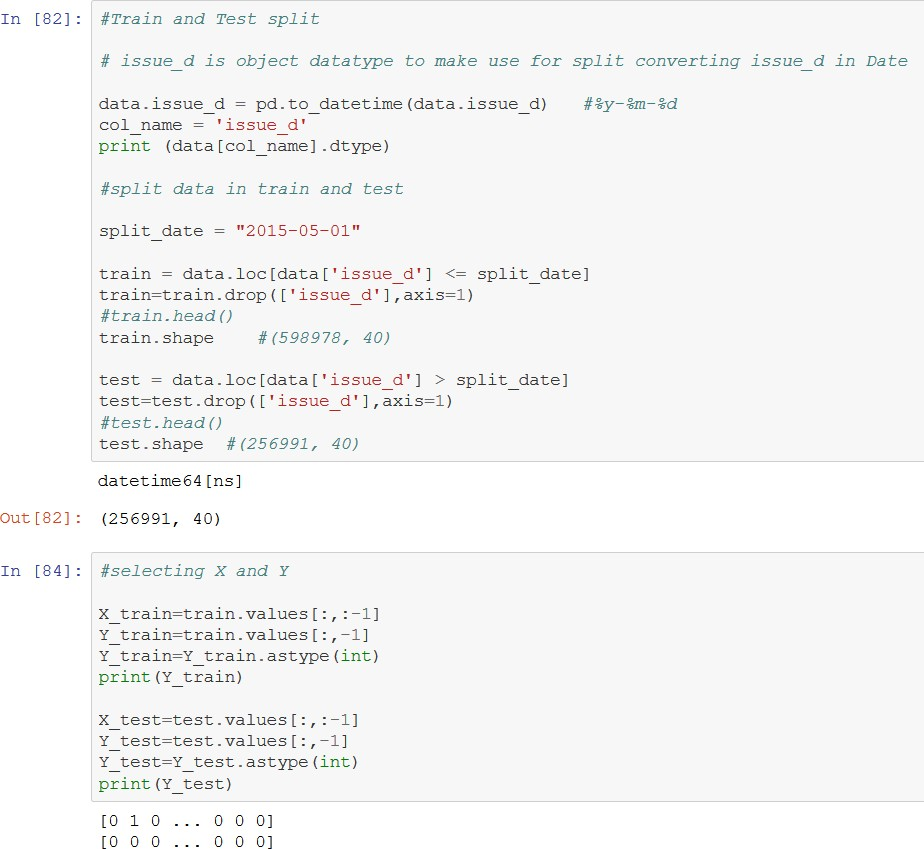 In [82]: #Train and Test split
# issue_d is object datatype to make use for split converting issue_d in Date
data.issue_d = pd.to_datetime(data.issue_d) #%y-%m-%d
col_name = 'issue_d'
print (data[col_name].dtype)
#split data in train and test
split_date = "2015-05-01"
train = data.loc[data['issue_d'] <= split_date]
train=train.drop(['issue_d'],axis=1)
#train.head()
train.shape #(598978, 40)
test = data.loc[data['issue_d'] > split_date]
test=test.drop(['issue_d'],axis=1)
#test.head()
test.shape #(256991, 40)
datetime64[ns]
Out[82]: (256991, 40)
In [84]: #selecting X and Y
X_train=train.values[:,:-1]
Y_train=train.values[:,-1]
Y_train=Y_train.astype(int)
print(Y_train)
X_test=test.values[:,:-1]
Y_test=test.values[:,-1]
Y_test=Y_test.astype(int)
print(Y_test)
[0 1 0 ... 0 0 0]
[0 0 0 ... 0 0 0]